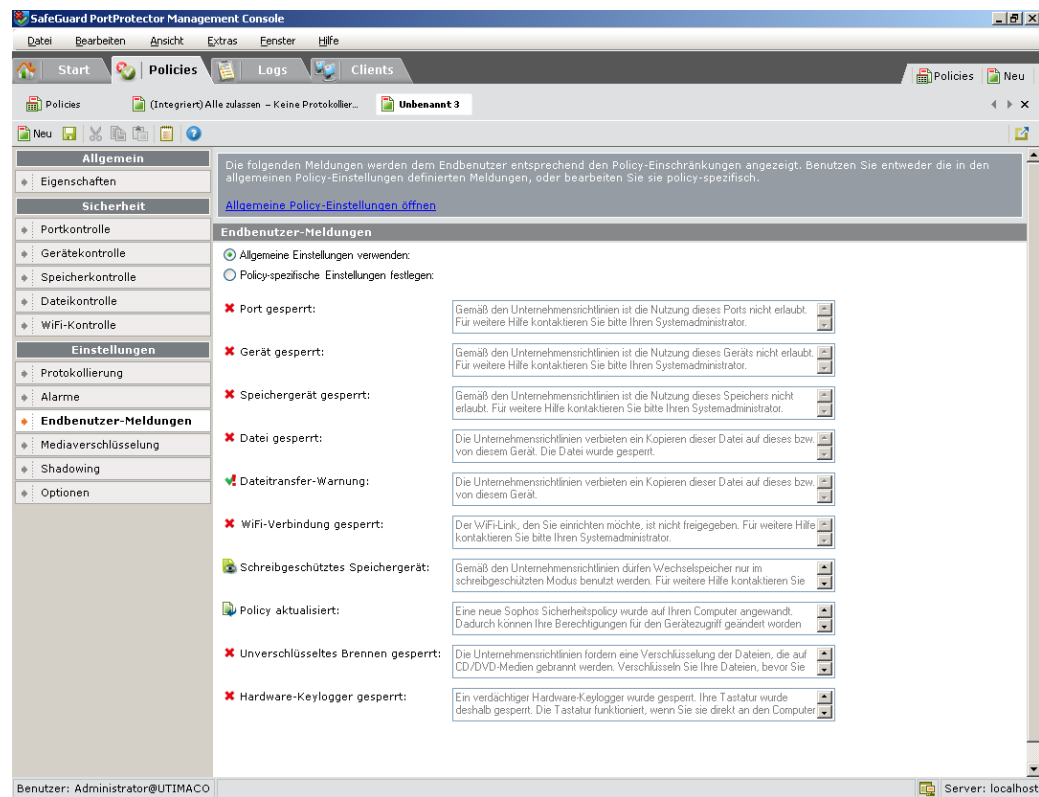 SafeGuard PortProtector Management Console
Datei Bearbeiten Ansicht Extras Fenster Hilfe
Start Policies Logs Clients Policies Neu
Policies (Integriert) Alle zulassen – Keine Protokollier... Unbenannt 3
Neu
Allgemein
Eigenschaften
Sicherheit
Portkontrolle
Gerätekontrolle
Speicherkontrolle
Dateikontrolle
WiFi-Kontrolle
Einstellungen
Protokollierung
Alarme
Endbenutzer-Meldungen
Mediaverschlüsselung
Shadowing
Optionen
Die folgenden Meldungen werden dem Endbenutzer entsprechend den Policy-Einschränkungen angezeigt. Benutzen Sie entweder die in den
allgemeinen Policy-Einstellungen definierten Meldungen, oder bearbeiten Sie sie policy-spezifisch.
Allgemeine Policy-Einstellungen öffnen
Endbenutzer-Meldungen
Allgemeine Einstellungen verwenden:
Policy-spezifische Einstellungen festlegen:
Port gesperrt:
Gemäß den Unternehmensrichtlinien ist die Nutzung dieses Ports nicht erlaubt.
Für weitere Hilfe kontaktieren Sie bitte Ihren Systemadministrator.
Gerät gesperrt:
Gemäß den Unternehmensrichtlinien ist die Nutzung dieses Geräts nicht erlaubt.
Für weitere Hilfe kontaktieren Sie bitte Ihren Systemadministrator.
Speichergerät gesperrt:
Gemäß den Unternehmensrichtlinien ist die Nutzung dieses Speichers nicht
erlaubt. Für weitere Hilfe kontaktieren Sie bitte Ihren Systemadministrator.
Datei gesperrt:
Die Unternehmensrichtlinien verbieten ein Kopieren dieser Datei auf dieses bzw.
von diesem Gerät. Die Datei wurde gesperrt.
Dateitransfer-Warnung:
Die Unternehmensrichtlinien verbieten ein Kopieren dieser Datei auf dieses bzw.
von diesem Gerät.
WiFi-Verbindung gesperrt:
Der WiFi-Link, den Sie einrichten möchte, ist nicht freigegeben. Für weitere Hilfe
kontaktieren Sie bitte Ihren Systemadministrator.
Schreibgeschütztes Speichergerät:
Gemäß den Unternehmensrichtlinien dürfen Wechselspeicher nur im
schreibgeschützten Modus benutzt werden. Für weitere Hilfe kontaktieren Sie
Policy aktualisiert:
Eine neue Sophos Sicherheitspolicy wurde auf Ihren Computer angewandt.
Dadurch können Ihre Berechtigungen für den Gerätezugriff geändert worden
Unverschlüsseltes Brennen gesperrt:
Die Unternehmensrichtlinien fordern eine Verschlüsselung der Dateien, die auf
CD/DVD-Medien gebrannt werden. Verschlüsseln Sie Ihre Dateien, bevor Sie
Hardware-Keylogger gesperrt:
Ein verdächtiger Hardware-Keylogger wurde gesperrt. Ihre Tastatur wurde
deshalb gesperrt. Die Tastatur funktioniert, wenn Sie sie direkt an den Computer
Benutzer: Administrator@UTIMACO Server: localhost